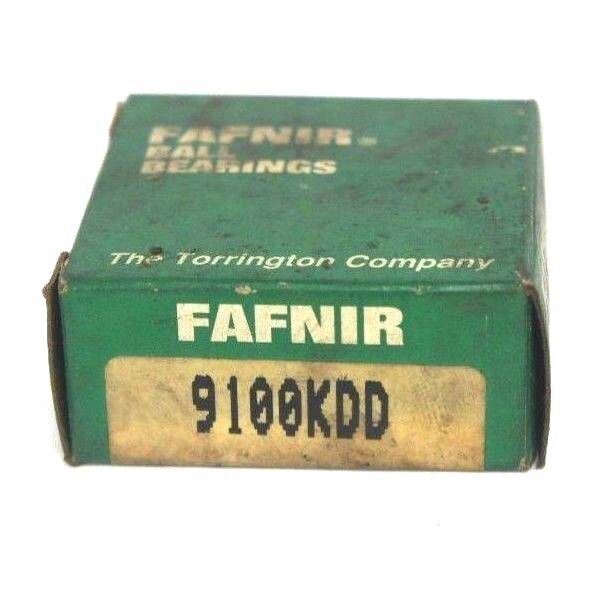 FAFNIR®
BALL
BEARINGS
The Torrington Company
FAFNIR
9100KDD